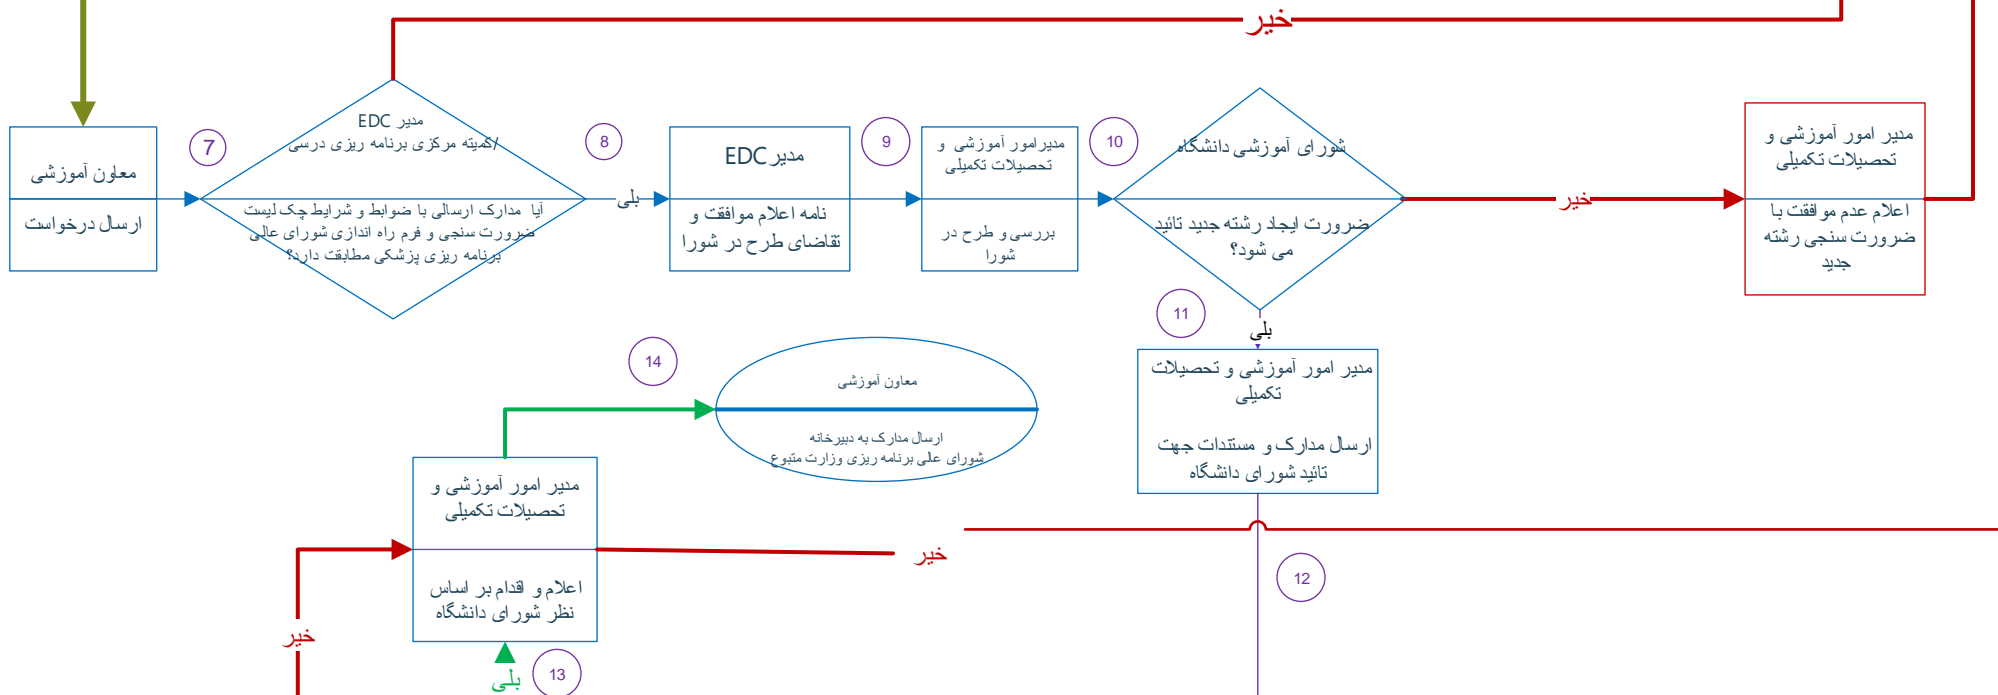 خیر
معاون آموزشی
ارسال درخواست
7
مدیر EDC
/کمیته مرکزی برنامه ریزی درسی
آیا مدارک ارسالی با ضوابط و شرایط چک لیست
ضرورت سنجی و فرم راه اندازی شورای عالی
برنامه ریزی پزشکی مطابقت دارد؟
8
بلی
مدیر EDC
نامه اعلام موافقت و
تقاضای طرح در شورا
9
مدیرامور آموزشی و
تحصیلات تکمیلی
بررسی و طرح در
شورا
10
شورای آموزشی دانشگاه
ضرورت ایجاد رشته جدید تائید
می شود؟
خیر
مدیر امور آموزشی و
تحصیلات تکمیلی
اعلام عدم موافقت با
ضرورت سنجی رشته
جدید
11
بلی
مدیر امور آموزشی و تحصیلات
تکمیلی
ارسال مدارک و مستندات جهت
تائید شورای دانشگاه
12
14
معاون آموزشی
ارسال مدارک به دبیرخانه
شورای عالی برنامه ریزی وزارت متبوع
مدیر امور آموزشی و
تحصیلات تکمیلی
اعلام و اقدام بر اساس
نظر شورای دانشگاه
خیر
خیر
بلی
13